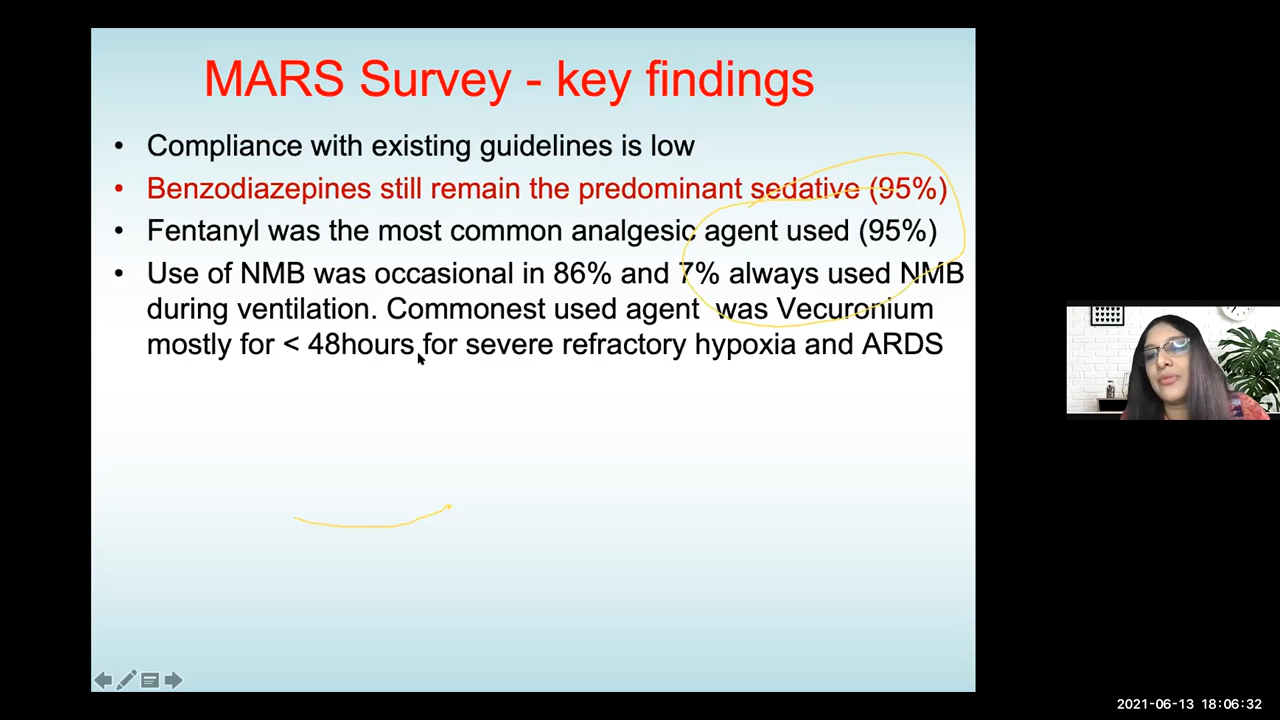 MARS Survey - key findings
• Compliance with existing guidelines is low
• Benzodiazepines still remain the predominant sedative (95%)
• Fentanyl was the most common analgesic agent used (95%)
• Use of NMB was occasional in 86% and 7% always used NMB
during ventilation. Commonest used agent was Vecuronium
mostly for < 48hours for severe refractory hypoxia and ARDS
2021-06-13 18:06:32